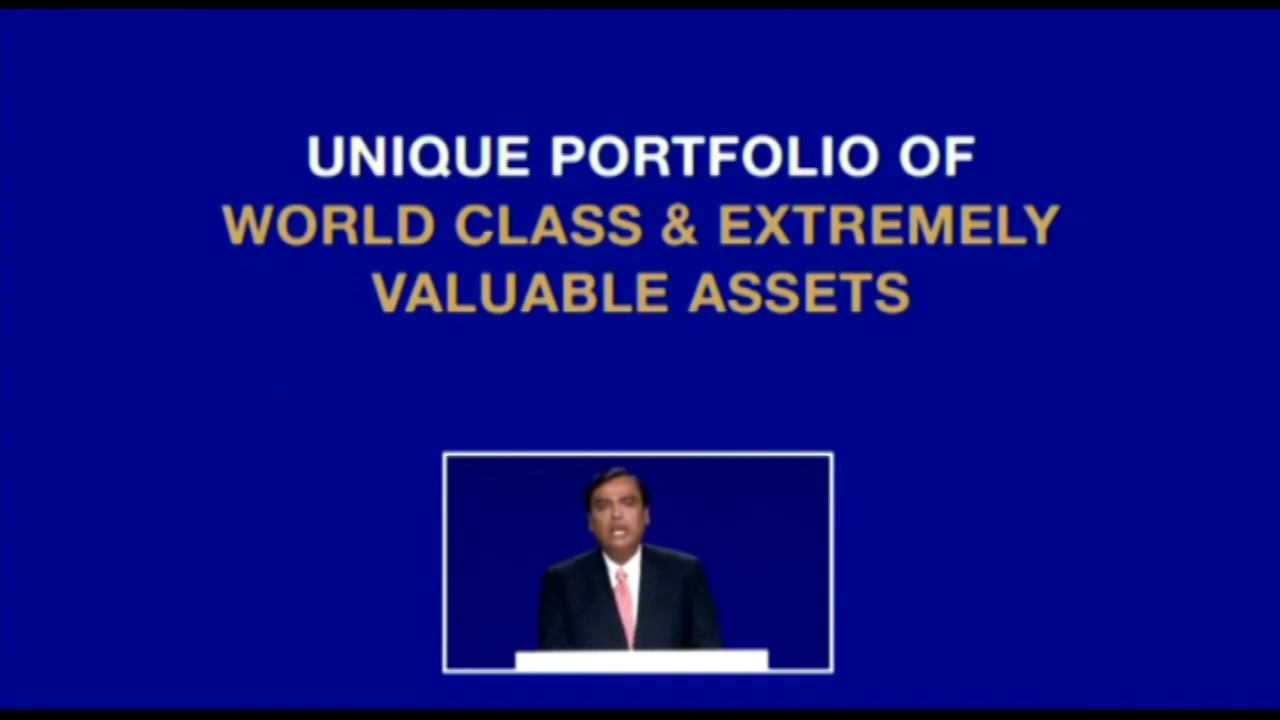 UNIQUE PORTFOLIO OF
WORLD CLASS & EXTREMELY
VALUABLE ASSETS